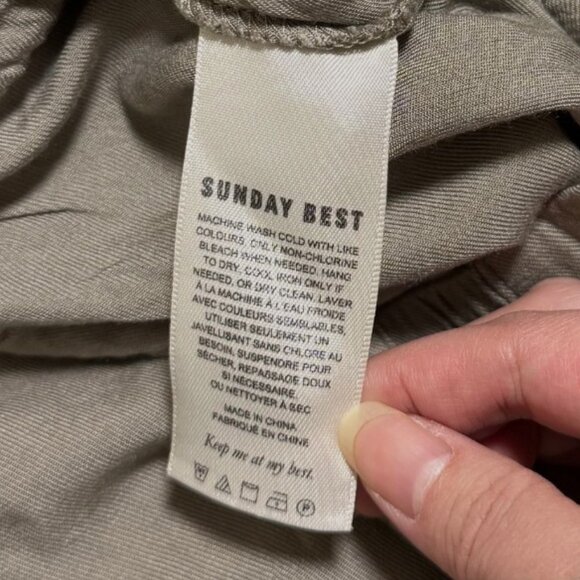 SUNDAY BEST
MACHINE WASH COLD WITH LIKE
COLOURS, ONLY NON-CHLORINE
BLEACH WHEN NEEDED. HANG
TO DRY, COOL IRON ONLY IF
NEEDED, OR DRY CLEAN. LAVER
À LA MACHINE À L'EAU FROIDE
AVEC COULEURS SEMBLABLES,
UTILISER SEULEMENT UN
JAVELLISANT SANS CHLORE AU
BESOIN, SUSPENDRE POUR
SÉCHER, REPASSAGE DOUX
SI NÉCESSAIRE,
OU NETTOYER À SEC
MADE IN CHINA
FABRIQUÉ EN CHINE
Keep me at my best.
P